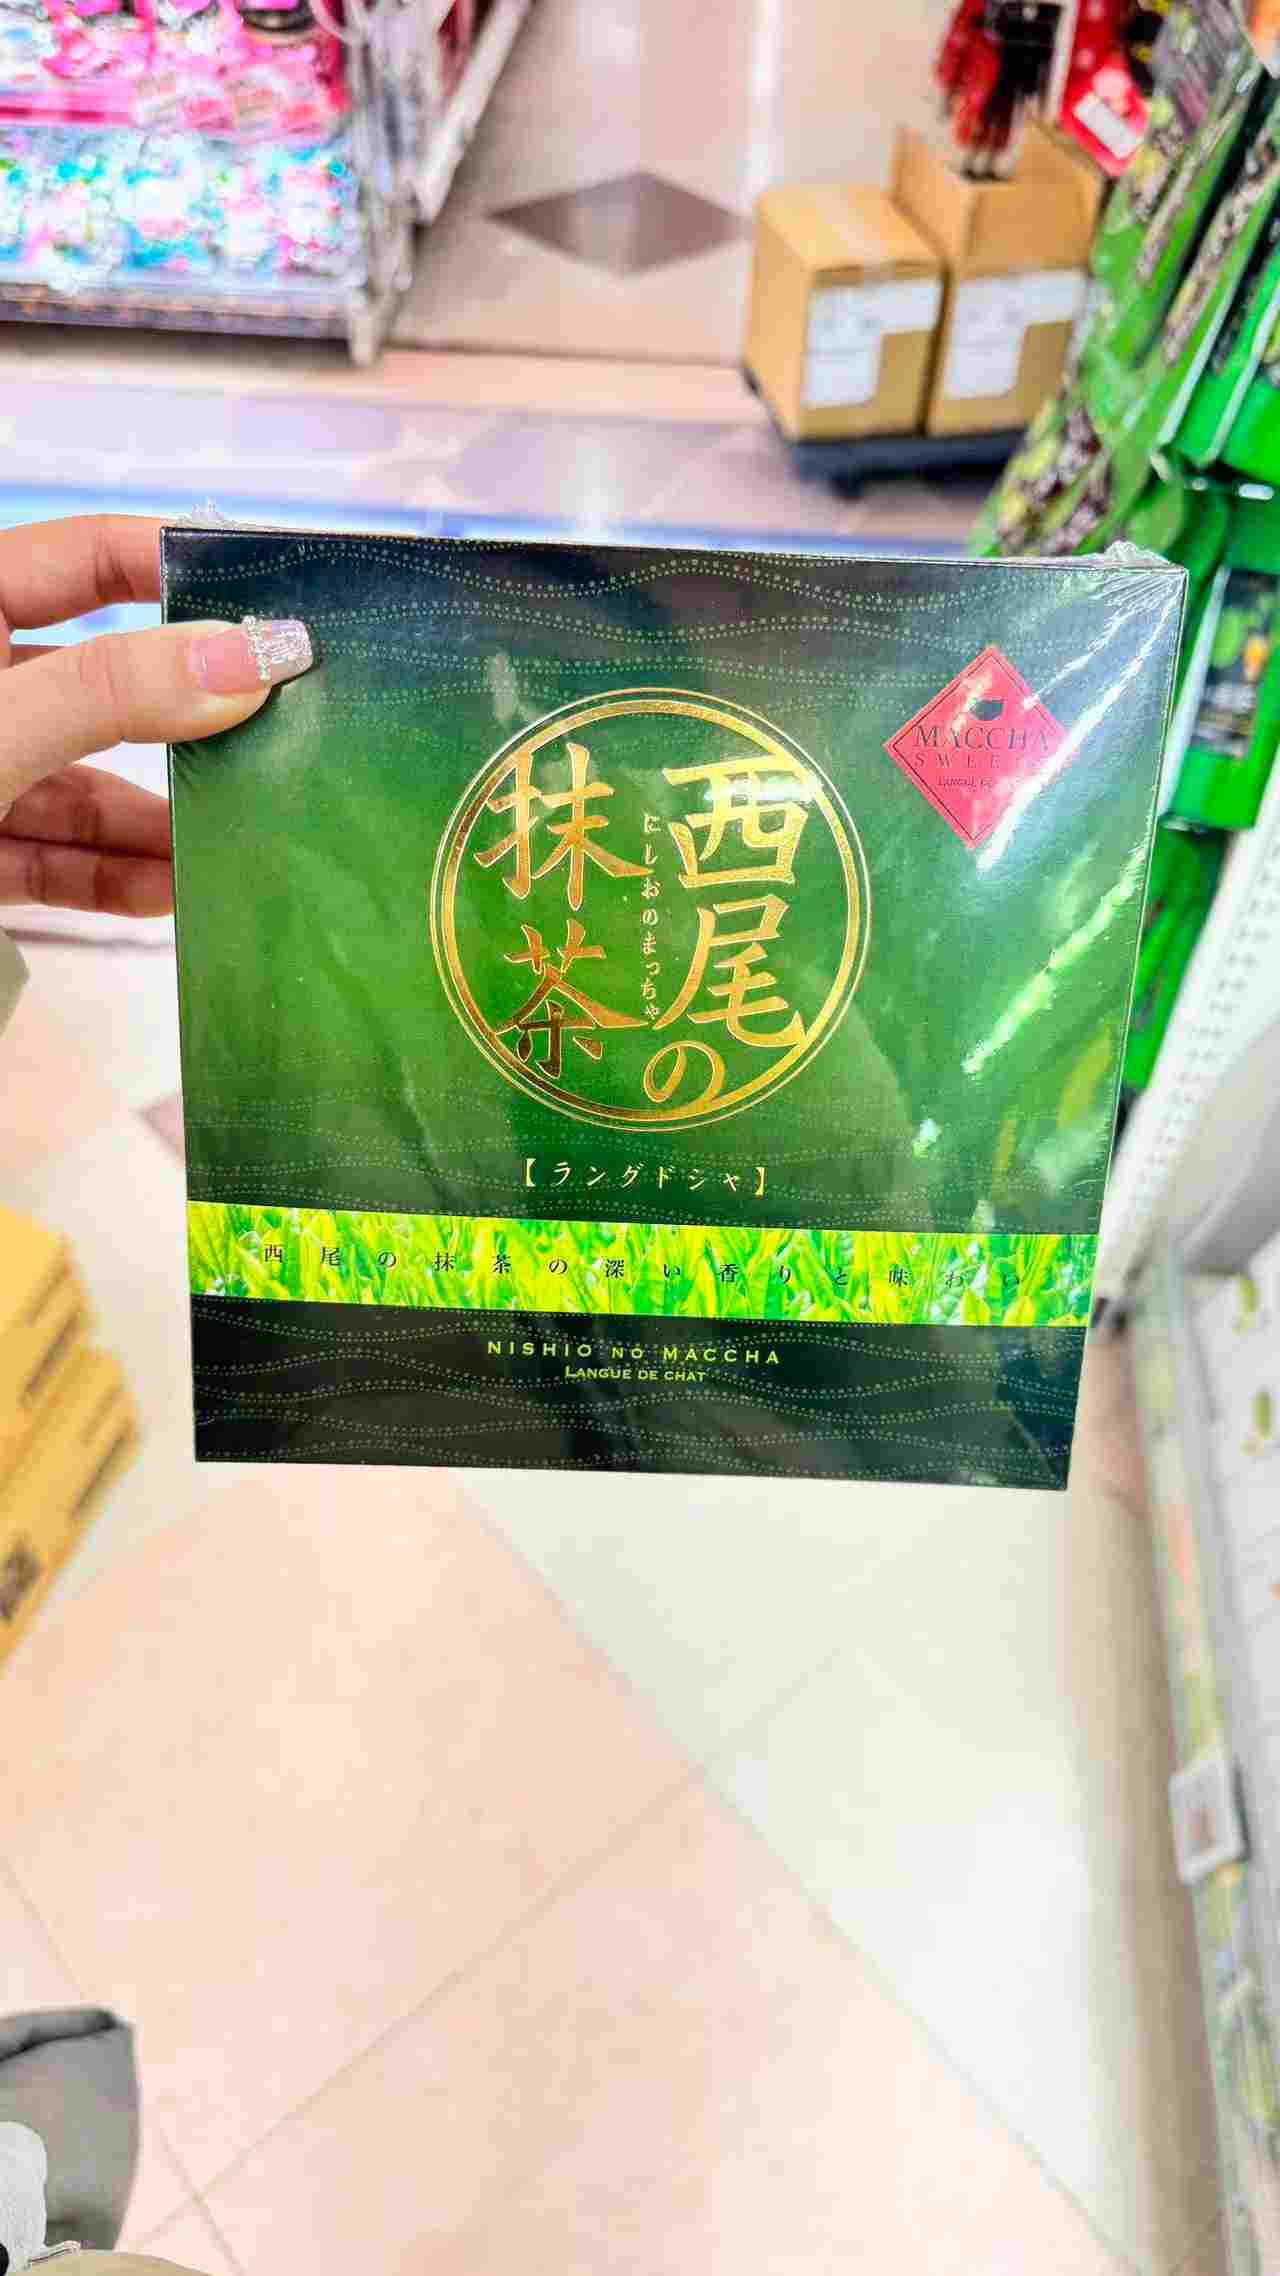 西尾の
抹茶
にしおのまっちゃ
MACCHA
LANGUE DE
【ラングドシャ】
西尾の抹茶の深い香りと味わい
NISHIO NO MACCHA
LANGUE DE CHAT